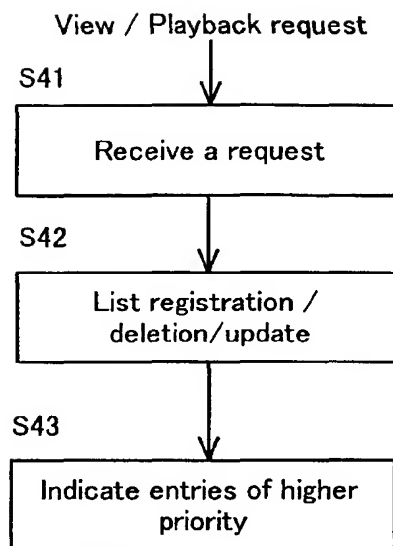 View / Playback request
S41
Receive a request
S42
List registration /
deletion/update
S43
Indicate entries of higher
priority